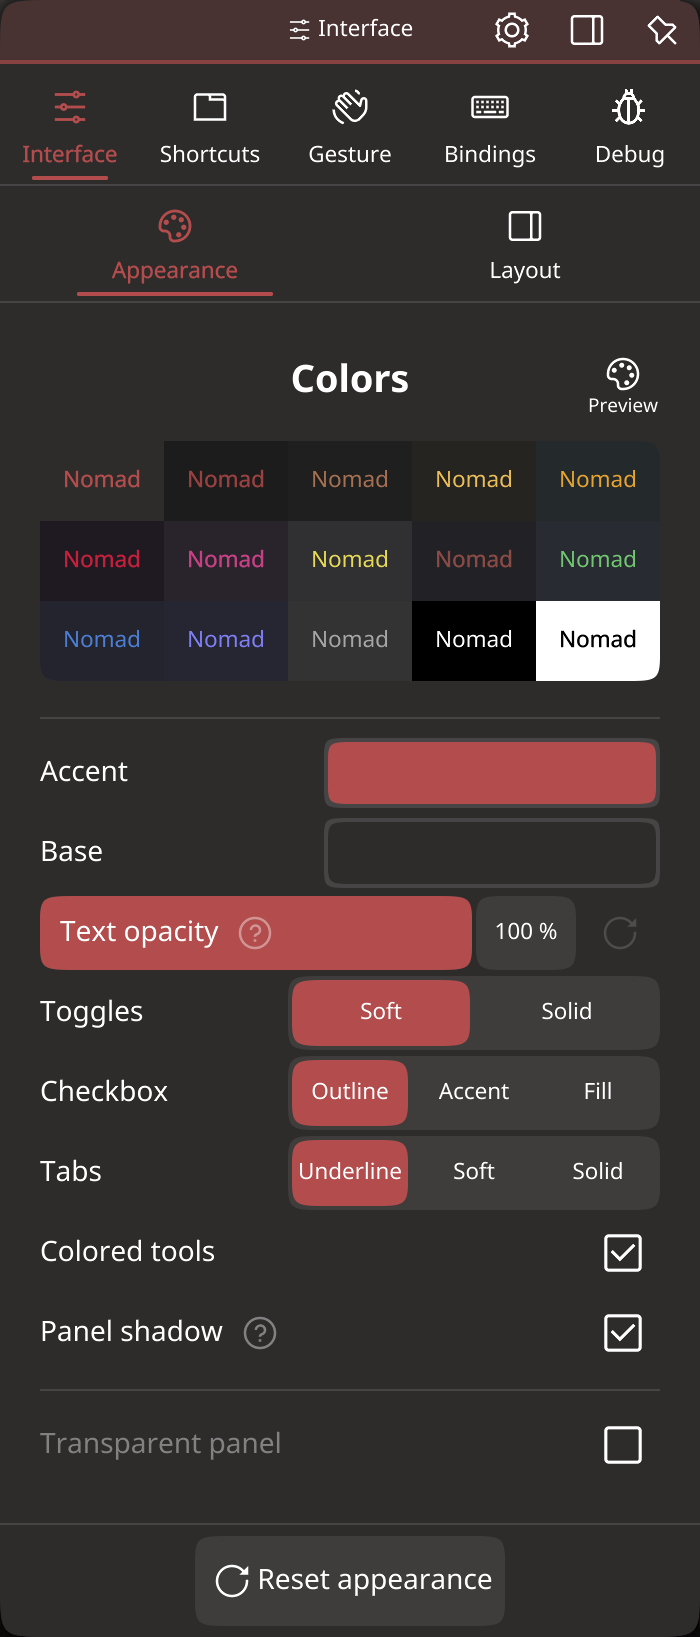 Interface
Interface Shortcuts Gesture Bindings Debug
Appearance Layout
Colors
Preview
Nomad Nomad Nomad Nomad Nomad
Nomad Nomad Nomad Nomad Nomad
Nomad Nomad Nomad Nomad Nomad
Accent
Base
Text opacity ? 100 %
Toggles Soft Solid
Checkbox Outline Accent Fill
Tabs Underline Soft Solid
Colored tools
Panel shadow ?
Transparent panel
Reset appearance